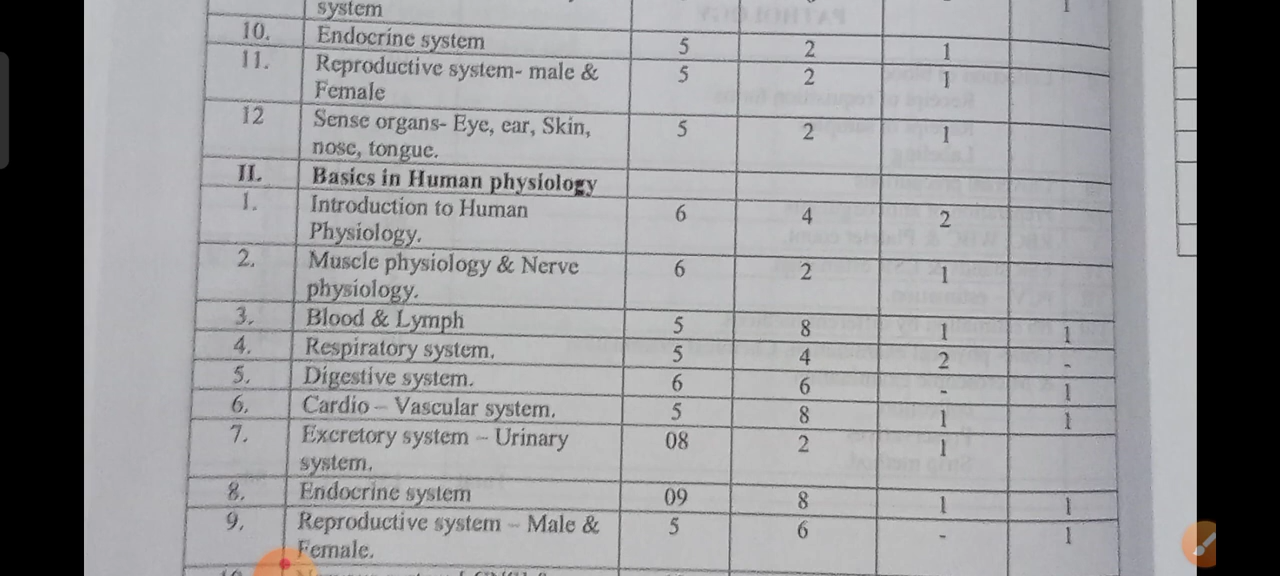 system 1
10. Endocrine system 5 2 1
11. Reproductive system- male & 5 2 1
Female
12 Sense organs- Eye, ear, Skin, 5 2 1
nose, tongue.
II. Basics in Human physiology
1. Introduction to Human 6 4 2
Physiology.
2. Muscle physiology & Nerve 6 2 1
physiology.
3. Blood & Lymph 5 8 1 1
4. Respiratory system. 5 4 2 -
5. Digestive system. 6 6 - 1
6. Cardio – Vascular system. 5 8 1 1
7. Excretory system – Urinary 08 2 1
system.
8. Endocrine system 09 8 1 1
9. Reproductive system – Male & 5 6 - 1
Female.